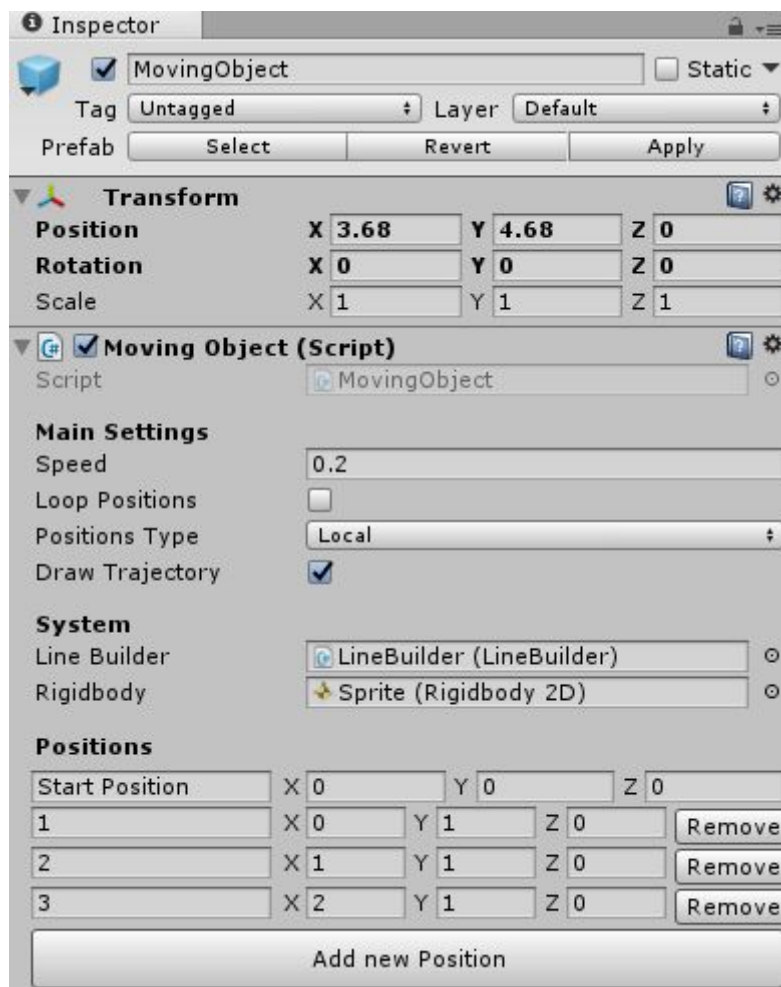 Inspector
MovingObject Static
Tag Untagged Layer Default
Prefab Select Revert Apply
Transform
Position X 3.68 Y 4.68 Z 0
Rotation X 0 Y 0 Z 0
Scale X 1 Y 1 Z 1
Moving Object (Script)
Script MovingObject
Main Settings
Speed 0.2
Loop Positions
Positions Type Local
Draw Trajectory
System
Line Builder LineBuilder (LineBuilder)
Rigidbody Sprite (Rigidbody 2D)
Positions
Start Position X 0 Y 0 Z 0
1 X 0 Y 1 Z 0 Remove
2 X 1 Y 1 Z 0 Remove
3 X 2 Y 1 Z 0 Remove
Add new Position